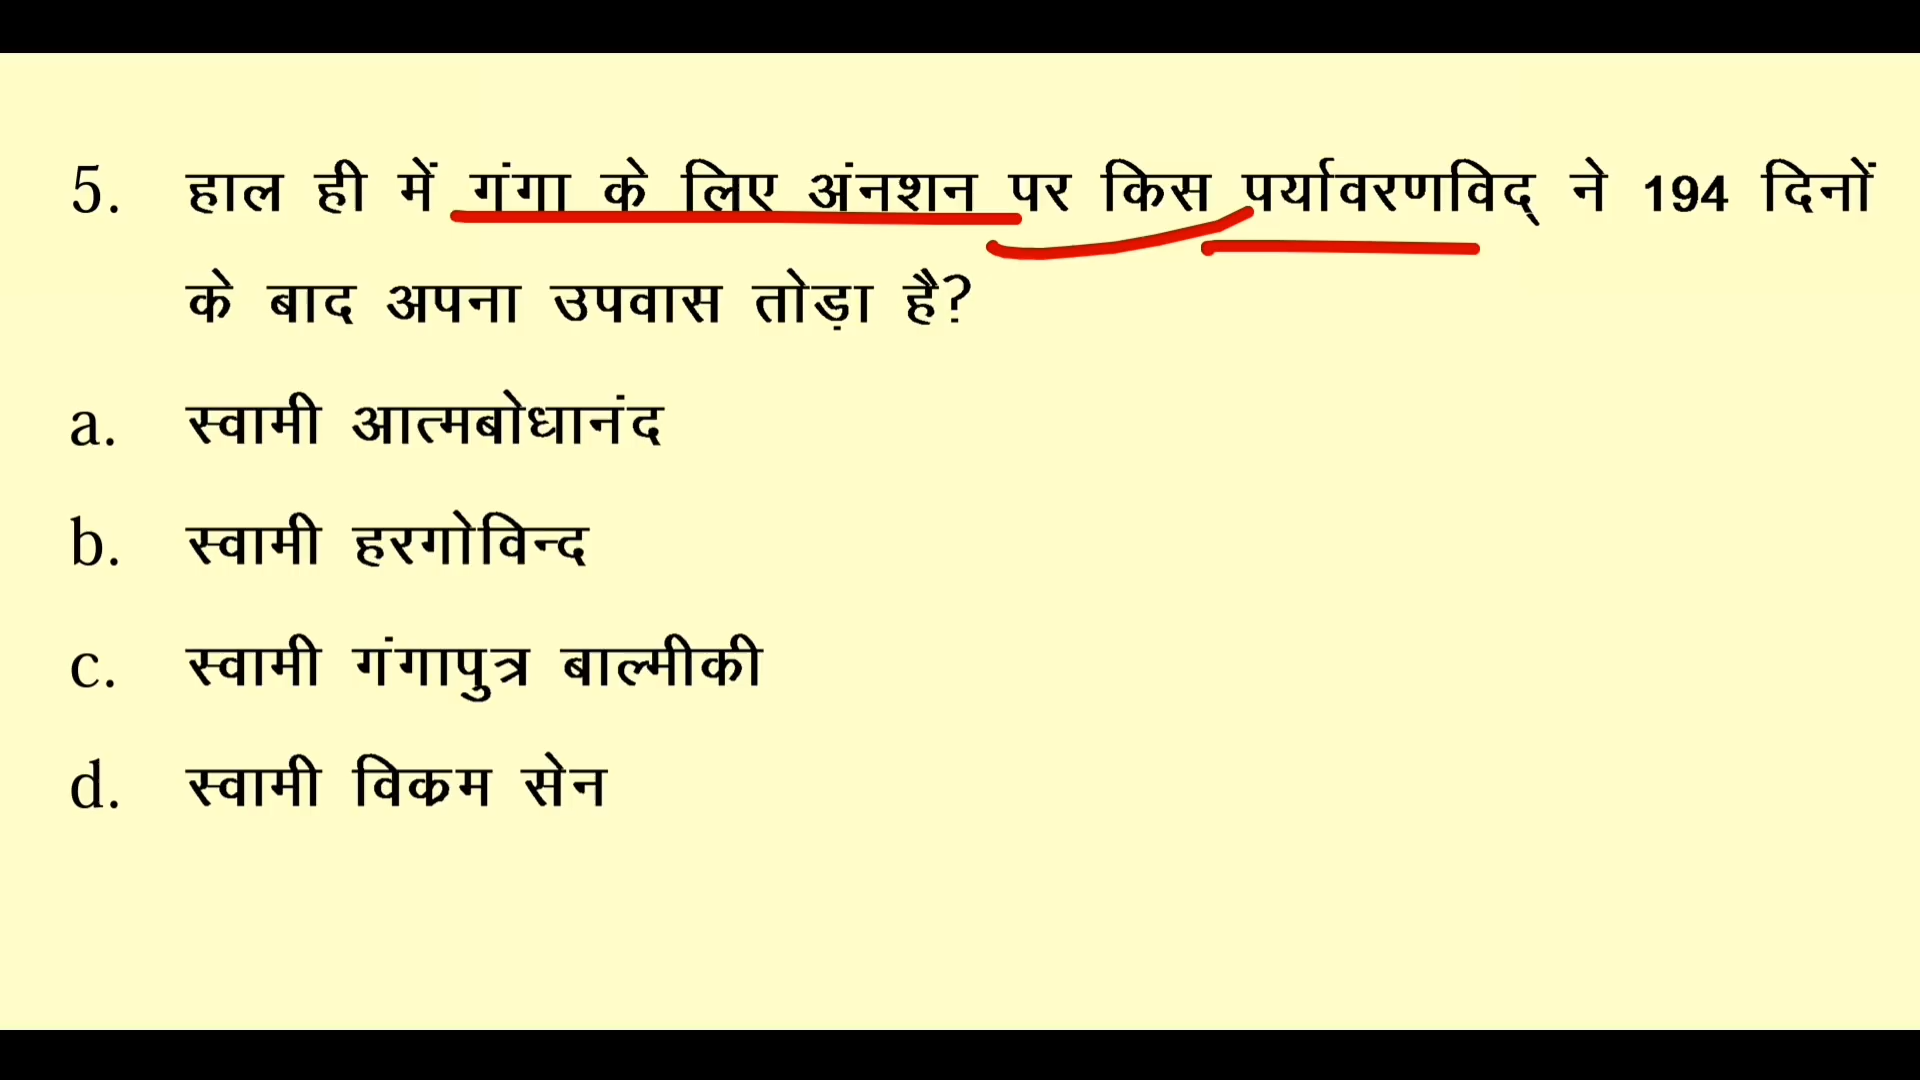 5. हाल ही में गंगा के लिए अंनशन पर किस पर्यावरणविद् ने 194 दिनों
के बाद अपना उपवास तोड़ा है?
a. स्वामी आत्मबोधानंद
b. स्वामी हरगोविन्द
c. स्वामी गंगापुत्र बाल्मीकी
d. स्वामी विक्रम सेन